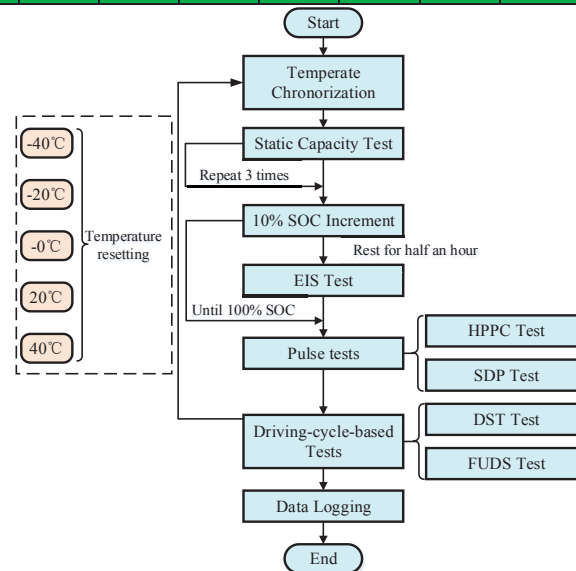 Start
Temperate
Chronorization
Static Capacity Test
Repeat 3 times
10% SOC Increment
Rest for half an hour
EIS Test
Until 100% SOC
Pulse tests
HPPC Test
SDP Test
Driving-cycle-based
Tests
DST Test
FUDS Test
Data Logging
End
-40℃
-20℃
-0℃
20℃
40℃
Temperature
resetting